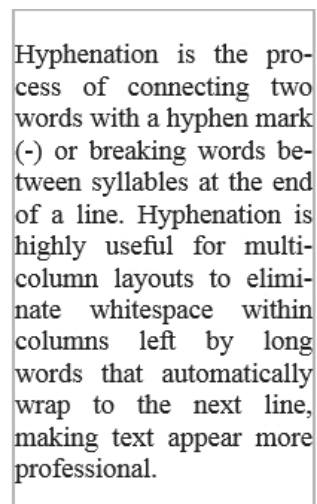 Hyphenation is the pro-
cess of connecting two
words with a hyphen mark
(-) or breaking words be-
tween syllables at the end
of a line. Hyphenation is
highly useful for multi-
column layouts to elimi-
nate whitespace within
columns left by long
words that automatically
wrap to the next line,
making text appear more
professional.